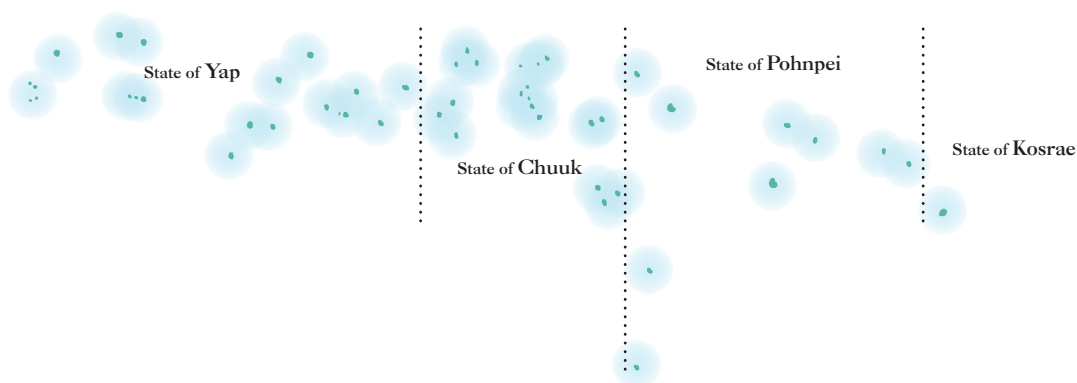 State of Yap
State of Pohnpei
State of Chuuk
State of Kosrae